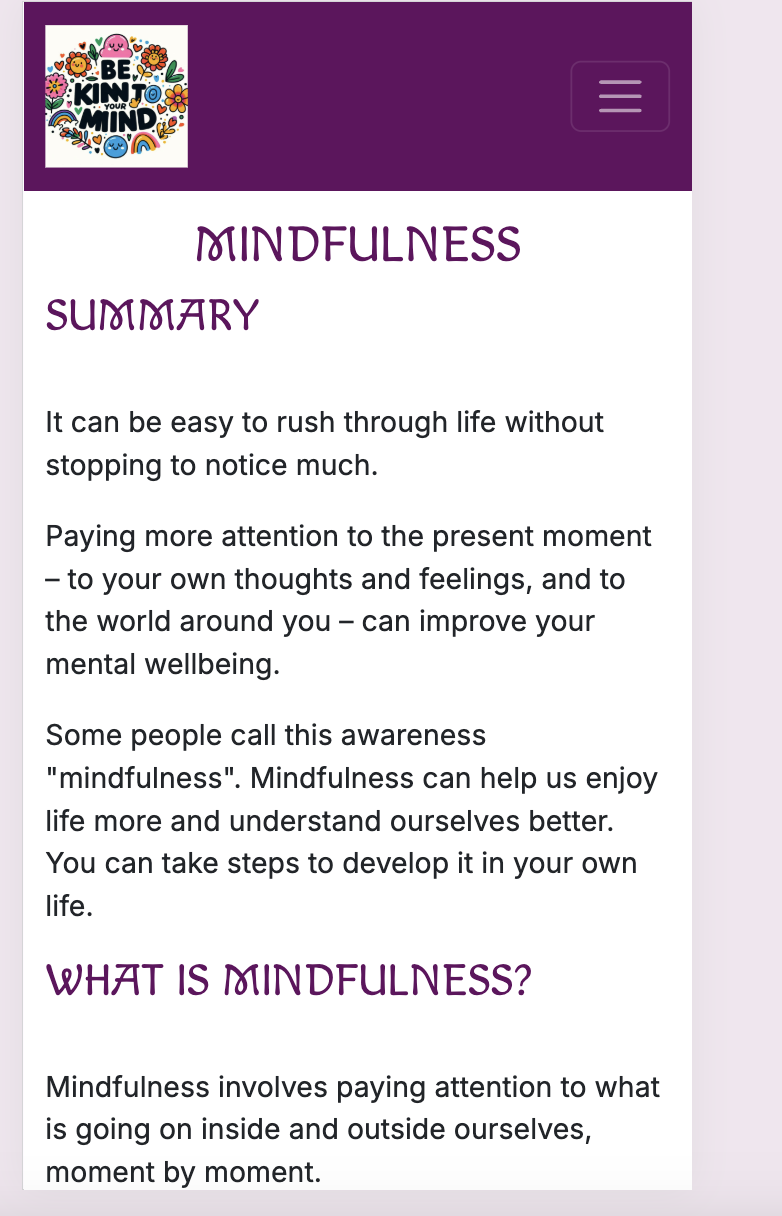 BE
KINN TO
YOUR
MIIND
MINDFULNESS
SUMMARY
It can be easy to rush through life without
stopping to notice much.
Paying more attention to the present moment
– to your own thoughts and feelings, and to
the world around you – can improve your
mental wellbeing.
Some people call this awareness
"mindfulness". Mindfulness can help us enjoy
life more and understand ourselves better.
You can take steps to develop it in your own
life.
WHAT IS MINDFULNESS?
Mindfulness involves paying attention to what
is going on inside and outside ourselves,
moment by moment.